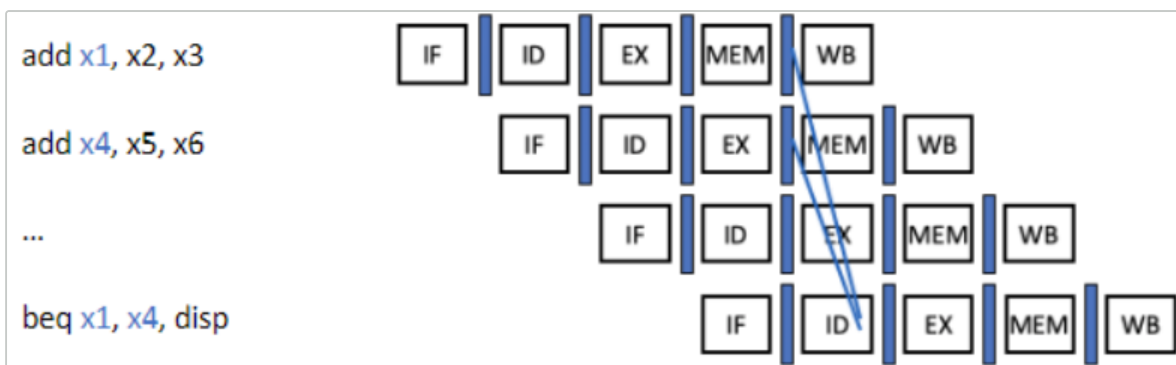 add x1, x2, x3 IF ID EX MEM WB
add x4, x5, x6 IF ID EX MEM WB
... IF ID EX MEM WB
beq x1, x4, disp IF ID EX MEM WB